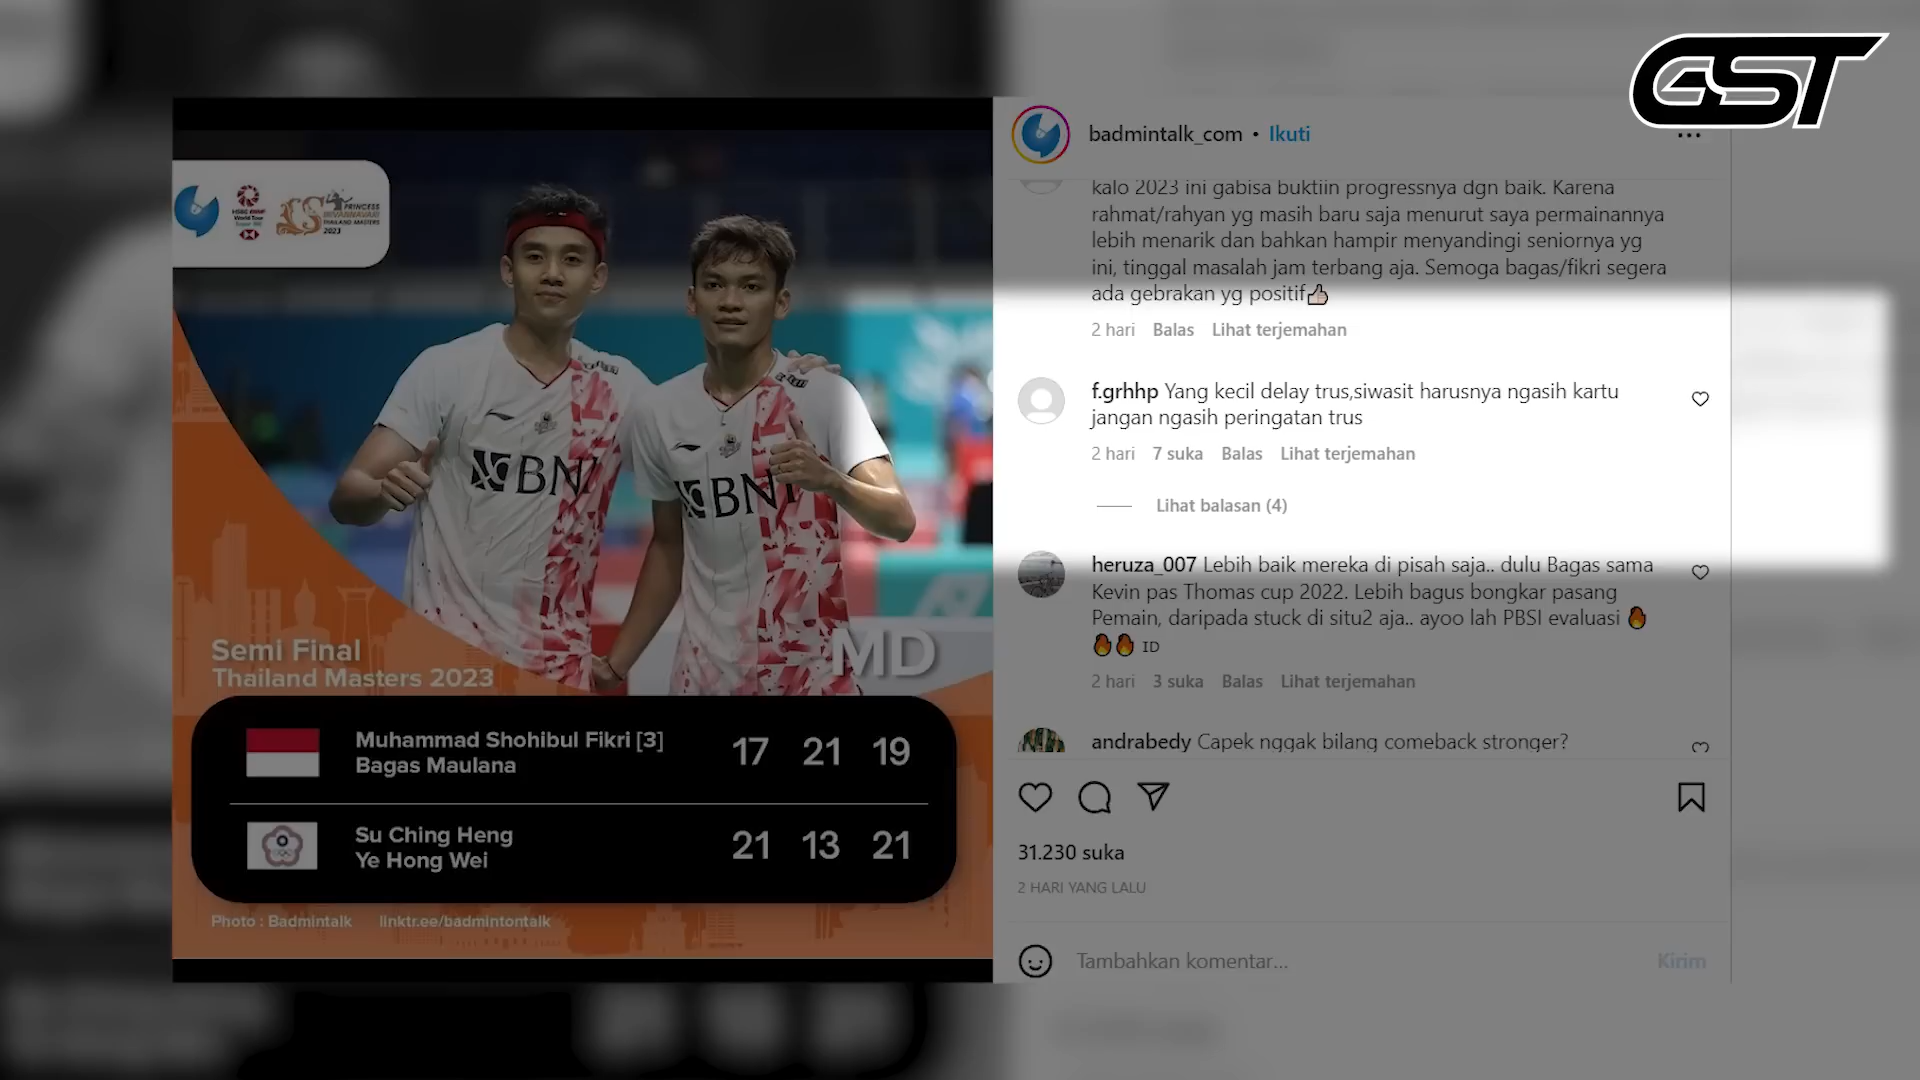 GST
PRINCESS
SIRIVANNAVARI
THAILAND MASTERS
2023
HSBC BWF
World Tour
BNI
BNI
Semi Final
Thailand Masters 2023
MD
Muhammad Shohibul Fikri [3]
Bagas Maulana
17 21 19
Su Ching Heng
Ye Hong Wei
21 13 21
Photo : Badmintalk linktr.ee/badmintontalk
badmintalk_com • Ikuti
kalo 2023 ini gabisa buktiin progressnya dgn baik. Karena
rahmat/rahyan yg masih baru saja menurut saya permainannya
lebih menarik dan bahkan hampir menyandingi seniornya yg
ini, tinggal masalah jam terbang aja. Semoga bagas/fikri segera
ada gebrakan yg positif👍
2 hari Balas Lihat terjemahan
f.grhhp Yang kecil delay trus,siwasit harusnya ngasih kartu
jangan ngasih peringatan trus
2 hari 7 suka Balas Lihat terjemahan
Lihat balasan (4)
heruza_007 Lebih baik mereka di pisah saja.. dulu Bagas sama
Kevin pas Thomas cup 2022. Lebih bagus bongkar pasang
Pemain, daripada stuck di situ2 aja.. ayoo lah PBSI evaluasi 🔥
🔥🔥 ID
2 hari 3 suka Balas Lihat terjemahan
andrabedy Capek nggak bilang comeback stronger?
31.230 suka
2 HARI YANG LALU
Tambahkan komentar...
Kirim